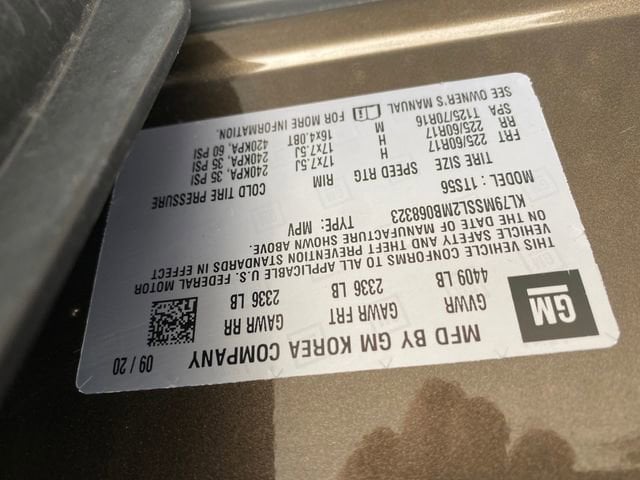 MFD BY GM KOREA COMPANY 09 / 20
GM
GVWR GAWR FRT GAWR RR
4409 LB 2336 LB 2336 LB
THIS VEHICLE CONFORMS TO ALL APPLICABLE U.S. FEDERAL MOTOR
VEHICLE SAFETY AND THEFT PREVENTION STANDARDS IN EFFECT
ON THE DATE OF MANUFACTURE SHOWN ABOVE.
KL79MSSL2MB068323 TYPE: MPV
MODEL : 1TS56
TIRE SIZE SPEED RTG RIM COLD TIRE PRESSURE
FRT 225/60R17 H 17x7.5J 240KPA, 35 PSI
RR 225/60R17 H 17x7.5J 240KPA, 35 PSI
SPA T125/70R16 M 16x4.0BT 420KPA, 60 PSI
SEE OWNER'S MANUAL FOR MORE INFORMATION.